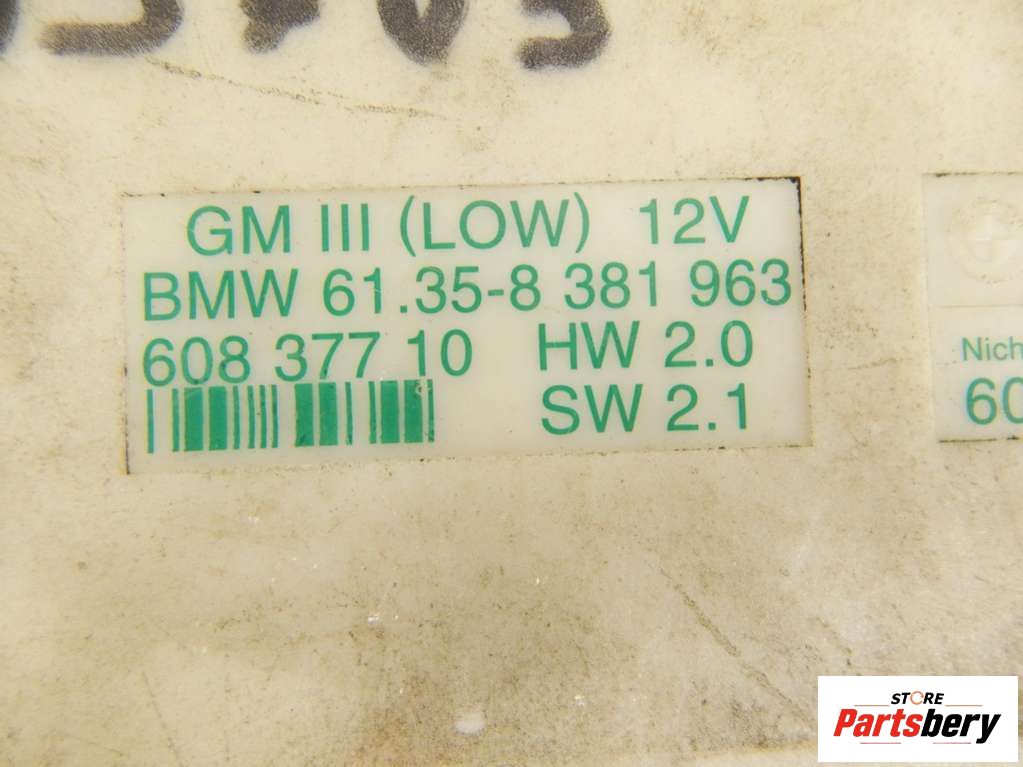 GM III (LOW) 12V
BMW 61.35-8 381 963
608 377 10 HW 2.0
SW 2.1
Nich
60
STORE
Partsbery